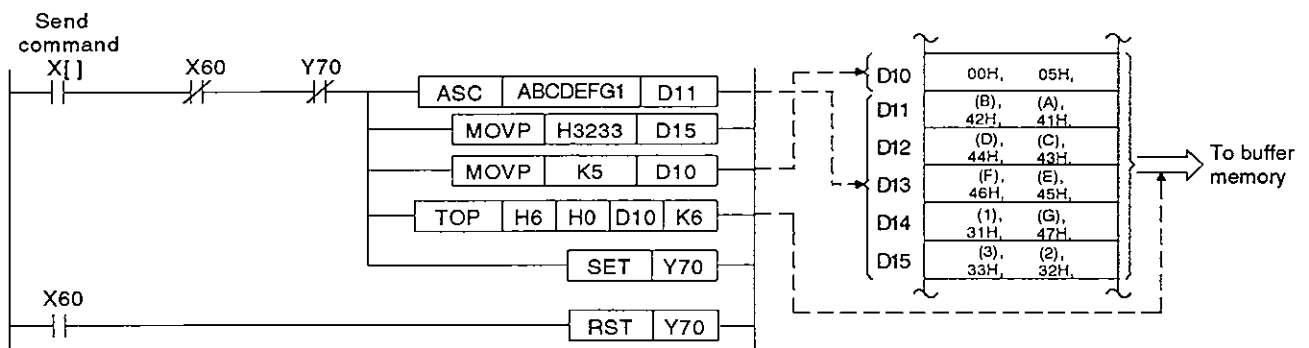 Send
command
X[ ] X60 Y70
ASC ABCDEFG1 D11
MOVP H3233 D15
MOVP K5 D10
TOP H6 H0 D10 K6
SET Y70
X60
RST Y70
D10 00H, 05H,
D11 (B), (A),
42H, 41H,
D12 (D), (C),
44H, 43H,
D13 (F), (E),
46H, 45H,
D14 (1), (G),
31H, 47H,
D15 (3), (2),
33H, 32H,
To buffer
memory